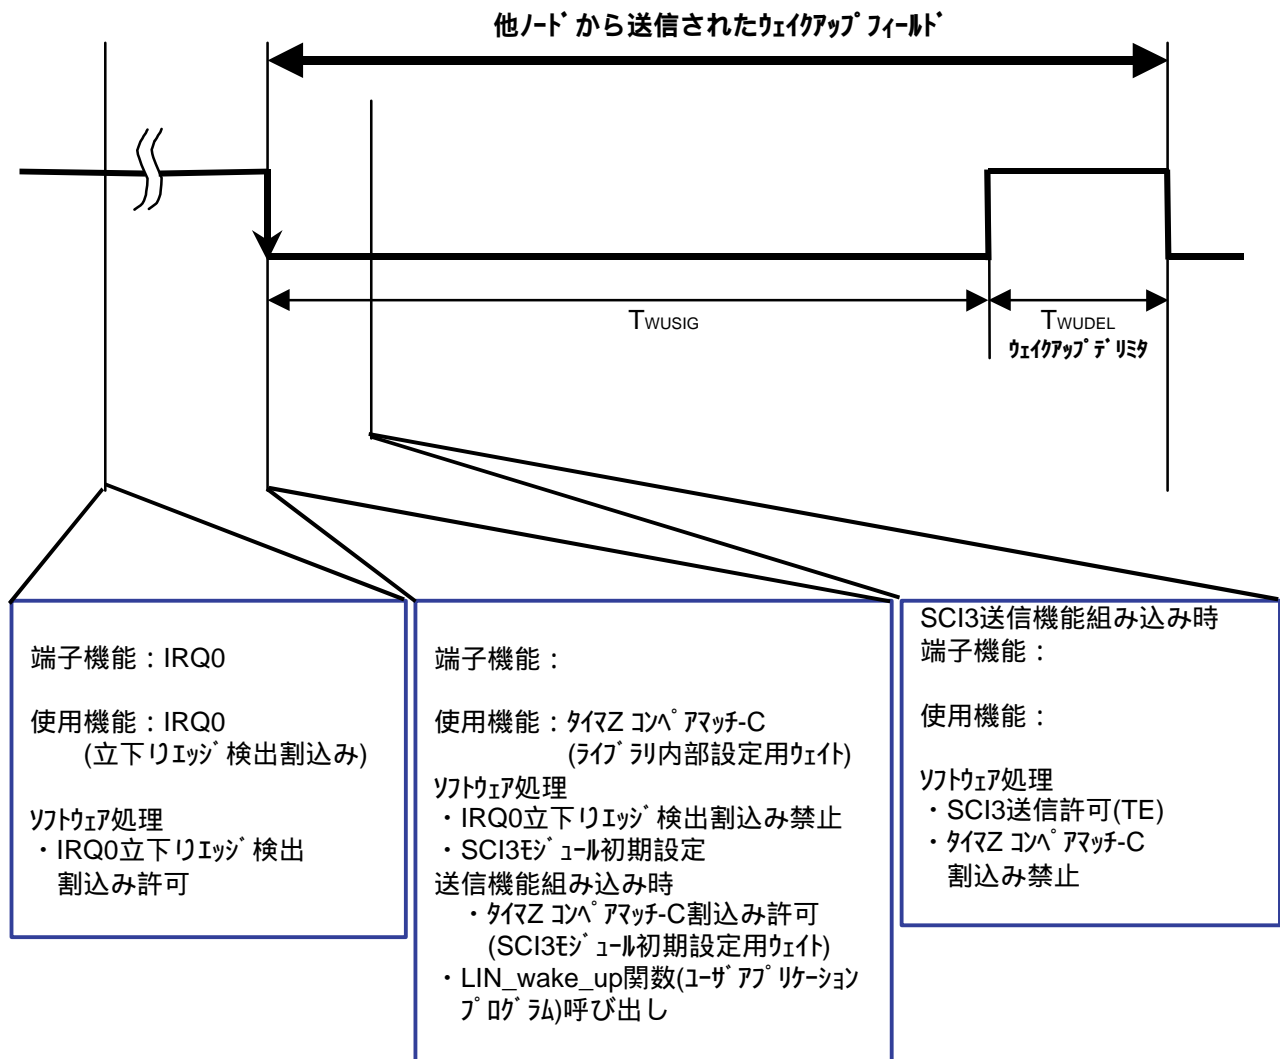 他ﾉｰﾄﾞから送信されたｳｪｲｸｱｯﾌﾟﾌｨｰﾙﾄﾞ
TWUSIG
TWUDEL
ｳｪｲｸｱｯﾌﾟﾃﾞﾘﾐﾀ
端子機能：IRQ0
使用機能：IRQ0
(立下りｴｯｼﾞ検出割込み)
ｿﾌﾄｳｪｱ処理
・IRQ0立下りｴｯｼﾞ検出
割込み許可
端子機能：
使用機能：ﾀｲﾏZ ｺﾝﾍﾟｱﾏｯﾁ-C
(ﾗｲﾌﾞﾗﾘ内部設定用ｳｪｲﾄ)
ｿﾌﾄｳｪｱ処理
・IRQ0立下りｴｯｼﾞ検出割込み禁止
・SCI3ﾓｼﾞｭｰﾙ初期設定
送信機能組み込み時
・ﾀｲﾏZ ｺﾝﾍﾟｱﾏｯﾁ-C割込み許可
(SCI3ﾓｼﾞｭｰﾙ初期設定用ｳｪｲﾄ)
・LIN_wake_up関数(ﾕｰｻﾞｱﾌﾟﾘｹｰｼｮﾝ
ﾌﾟﾛｸﾞﾗﾑ)呼び出し
SCI3送信機能組み込み時
端子機能：
使用機能：
ｿﾌﾄｳｪｱ処理
・SCI3送信許可(TE)
・ﾀｲﾏZ ｺﾝﾍﾟｱﾏｯﾁ-C
割込み禁止